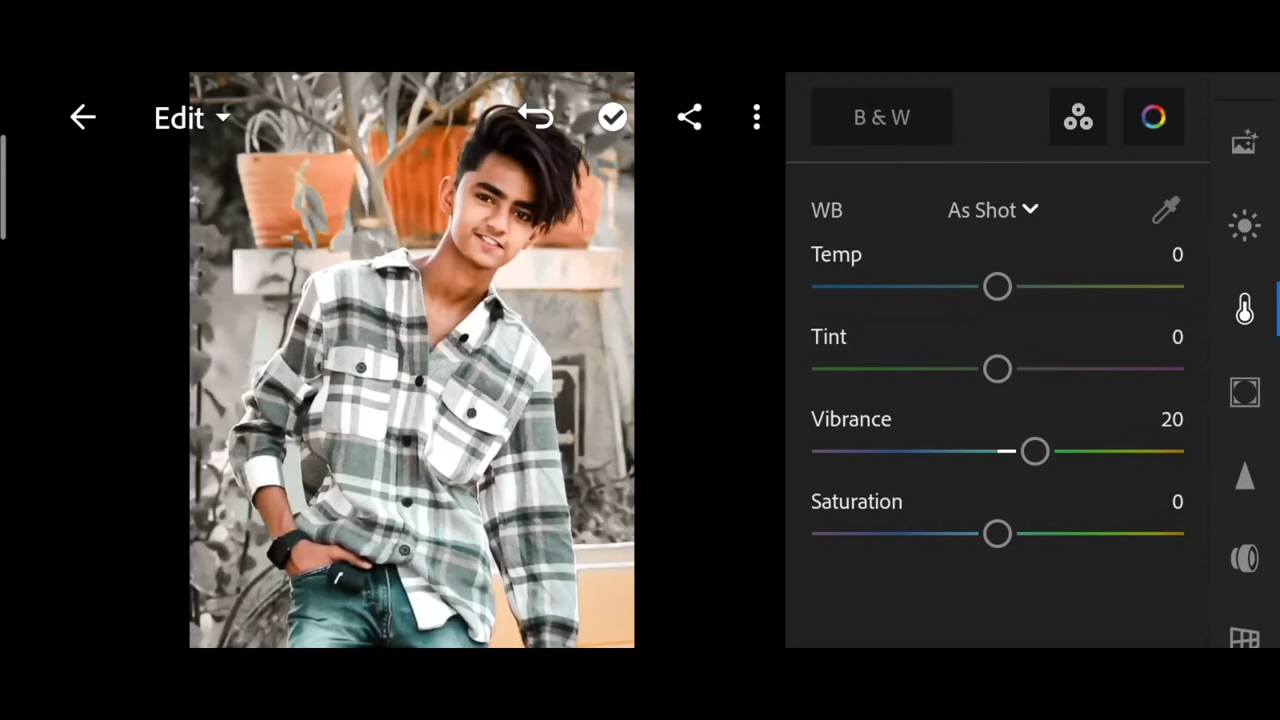 Edit
B & W
WB As Shot
Temp 0
Tint 0
Vibrance 20
Saturation 0